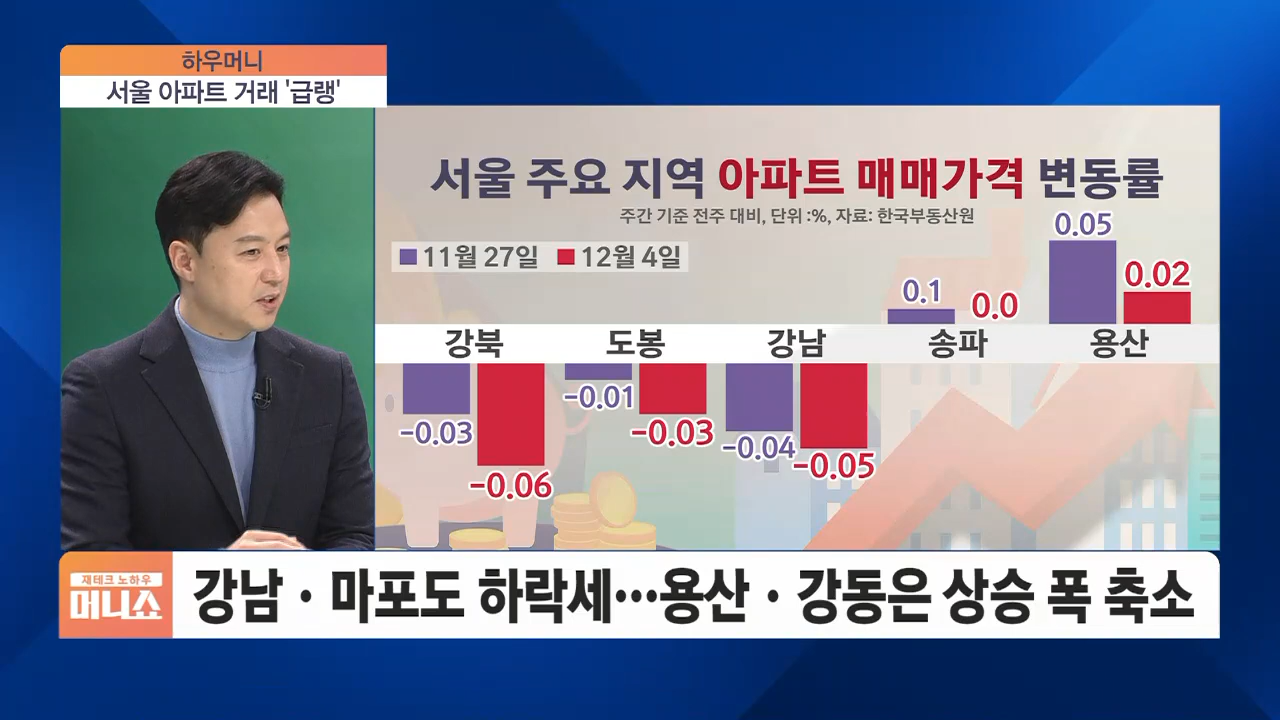 하우머니
서울 아파트 거래 '급랭'
서울 주요 지역 아파트 매매가격 변동률
주간 기준 전주 대비, 단위 :%, 자료: 한국부동산원
11월 27일 12월 4일
0.05
0.02
0.1
0.0
강북 도봉 강남 송파 용산
-0.03
-0.06
-0.01
-0.03
-0.04
-0.05
재테크 노하우
머니쇼
강남・마포도 하락세…용산・강동은 상승 폭 축소